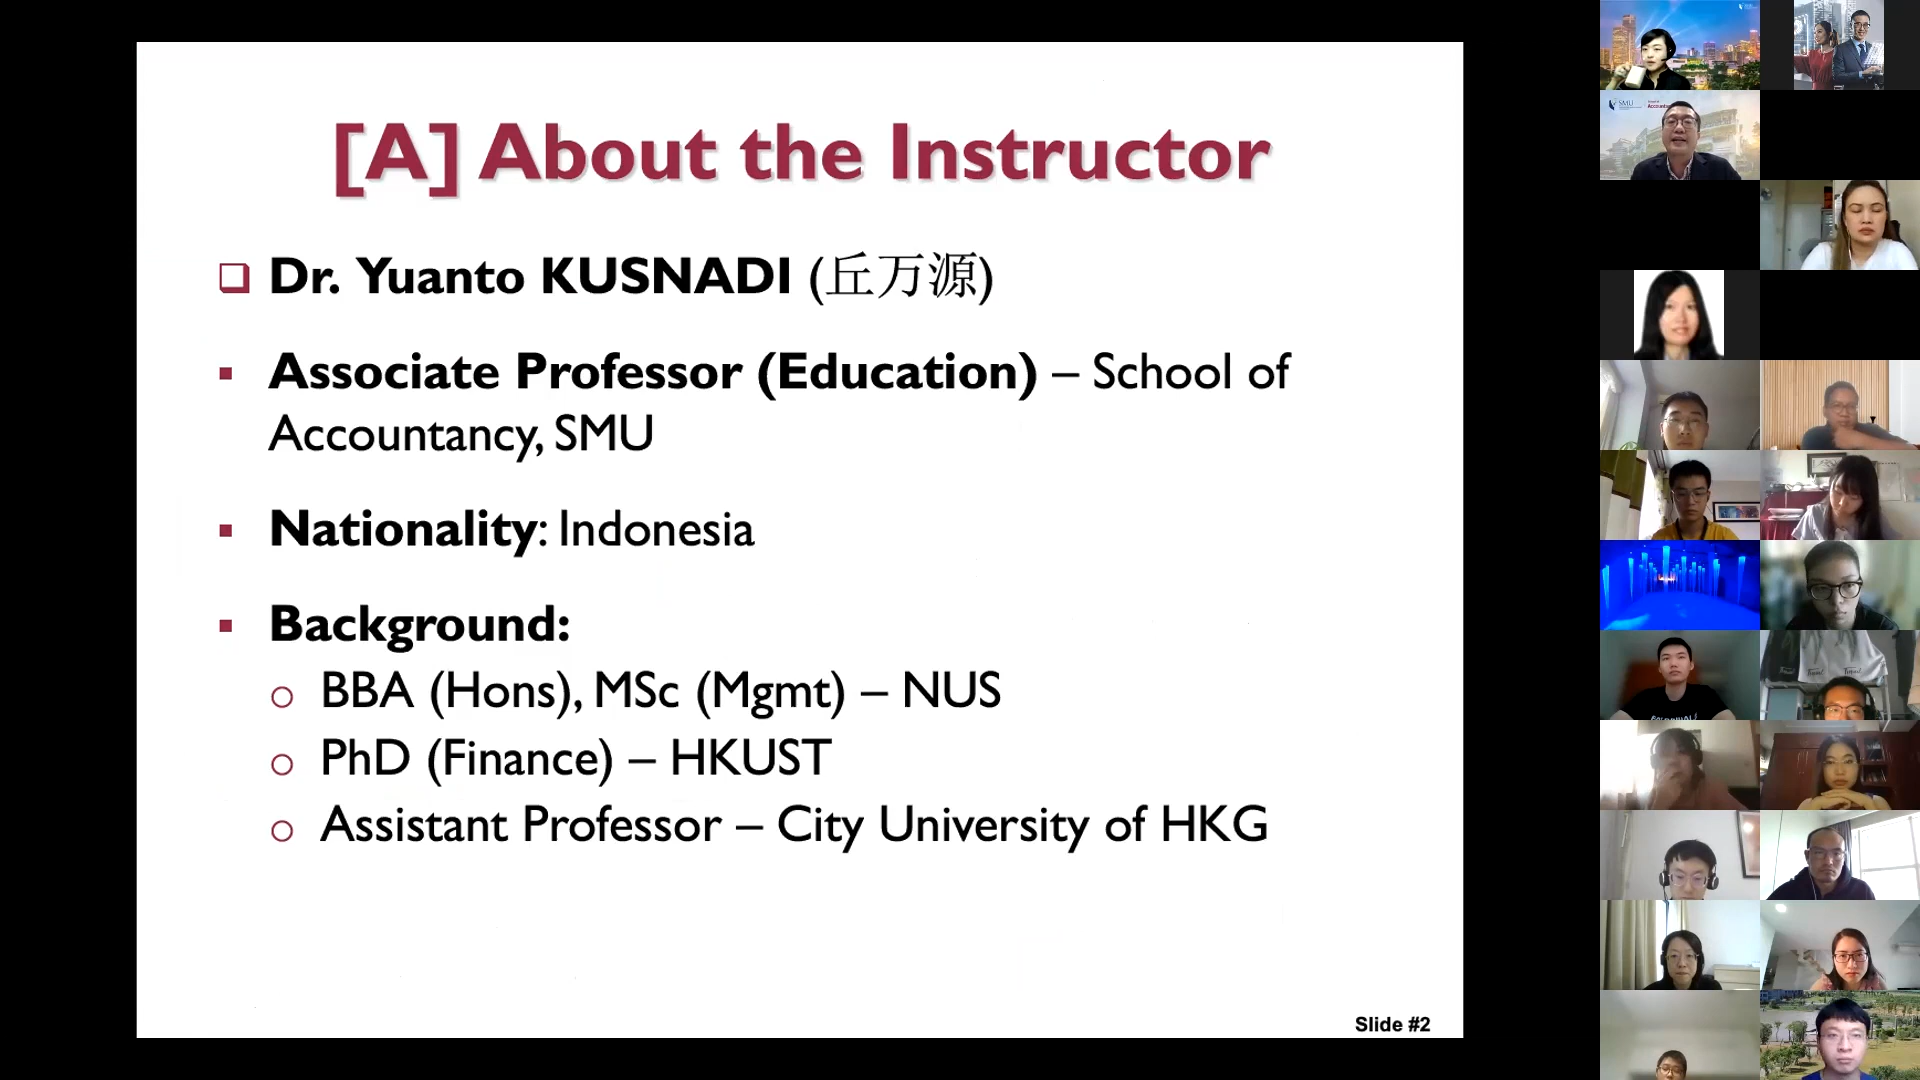 [A] About the Instructor
Dr. Yuanto KUSNADI (丘万源)
Associate Professor (Education) – School of
Accountancy, SMU
Nationality: Indonesia
Background:
BBA (Hons), MSc (Mgmt) – NUS
PhD (Finance) – HKUST
Assistant Professor – City University of HKG
Slide #2
SMU